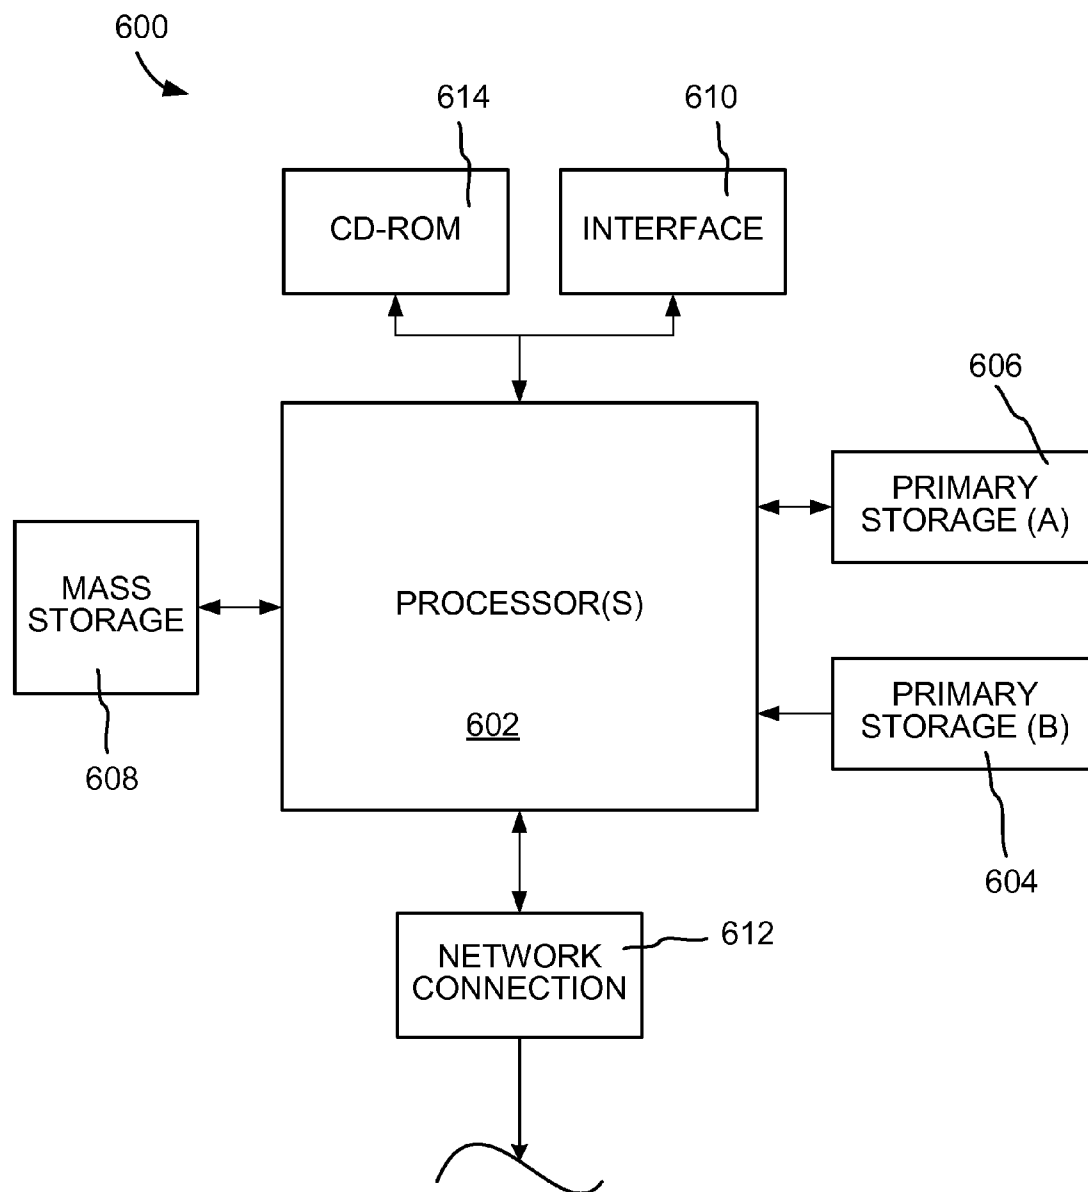 600
614
610
CD-ROM
INTERFACE
606
PRIMARY
STORAGE (A)
MASS
STORAGE
608
PROCESSOR(S)
602
PRIMARY
STORAGE (B)
604
NETWORK
CONNECTION
612